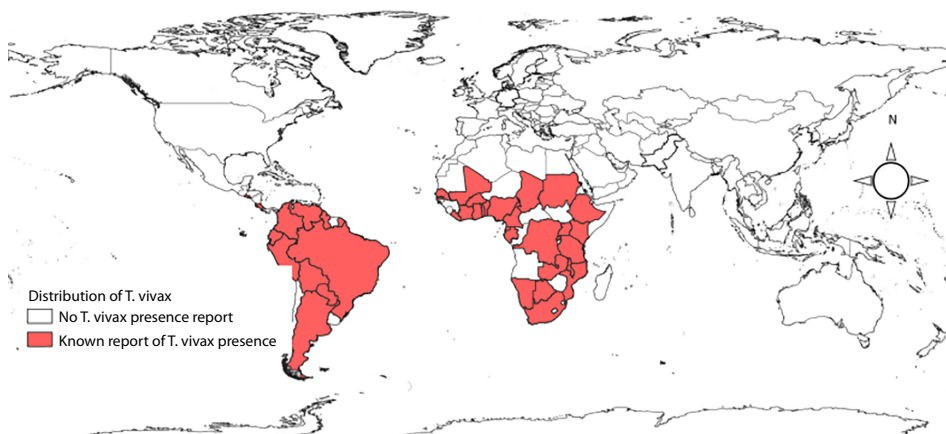 N
Distribution of T. vivax
No T. vivax presence report
Known report of T. vivax presence